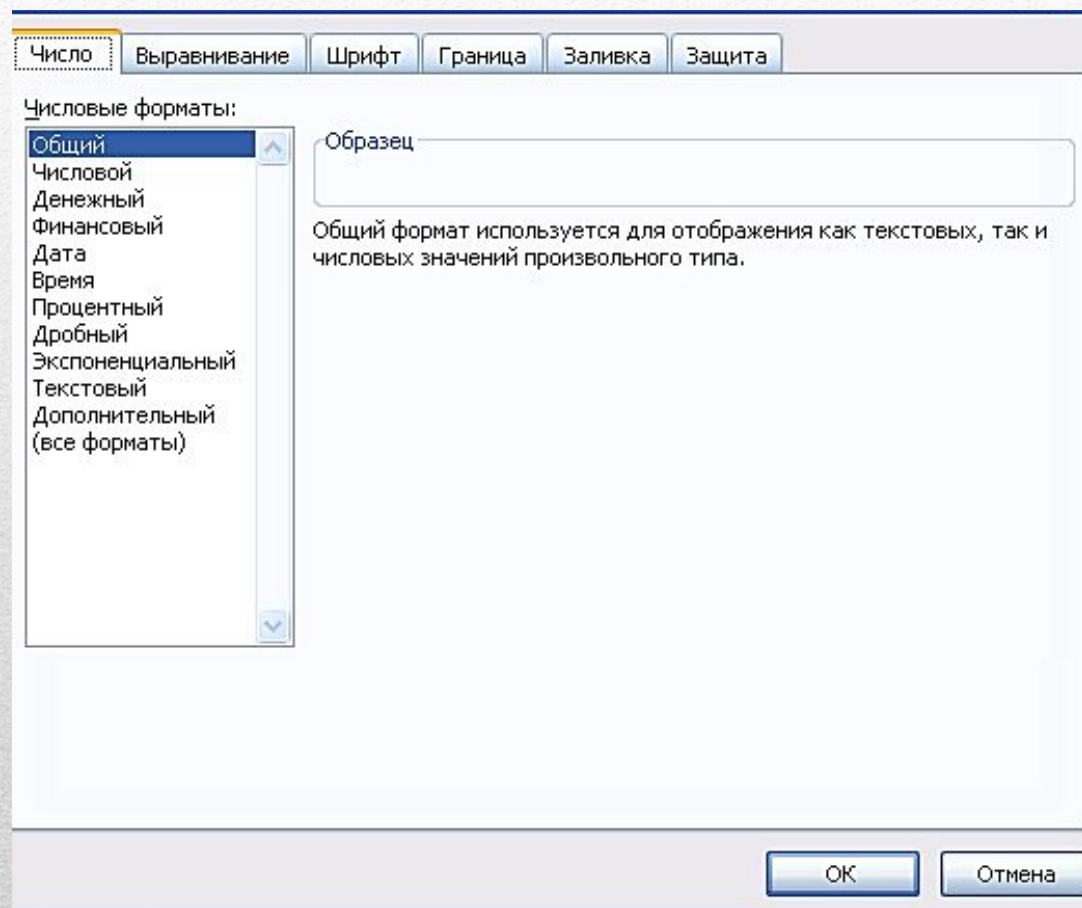 Число Выравнивание Шрифт Граница Заливка Защита
Числовые форматы:
Общий
Числовой
Денежный
Финансовый
Дата
Время
Процентный
Дробный
Экспоненциальный
Текстовый
Дополнительный
(все форматы)
Образец
Общий формат используется для отображения как текстовых, так и
числовых значений произвольного типа.
ОК Отмена